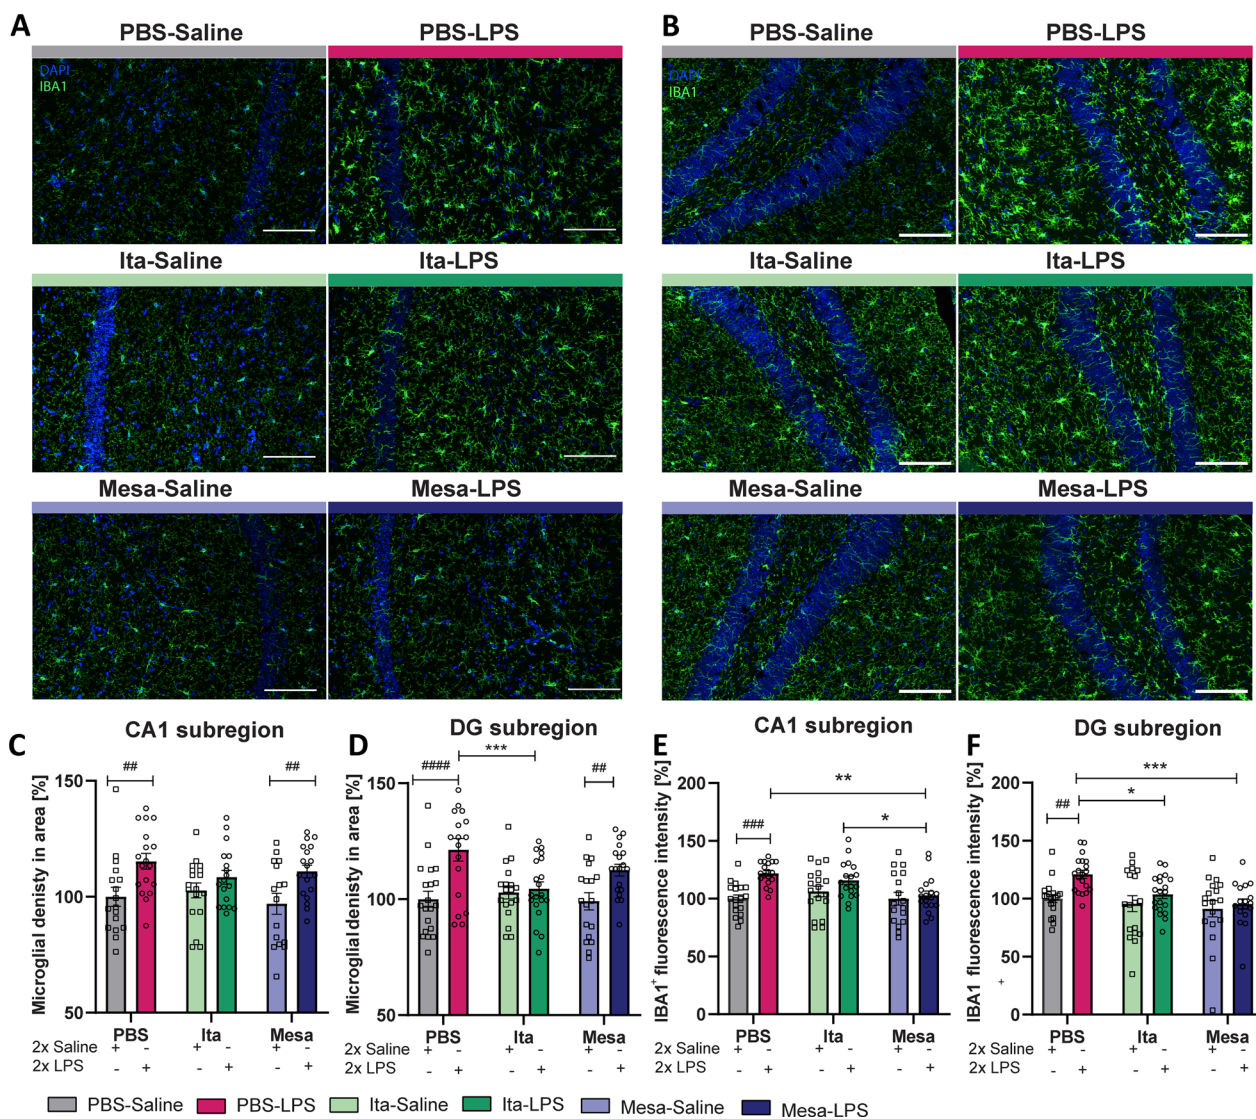 A
PBS-Saline
PBS-LPS
DAPI
IBA1
Ita-Saline
Ita-LPS
Mesa-Saline
Mesa-LPS
B
PBS-Saline
PBS-LPS
DAPI
IBA1
Ita-Saline
Ita-LPS
Mesa-Saline
Mesa-LPS
C
CA1 subregion
Microglial denisty in area [%]
150
100
50
##
##
PBS
Ita
Mesa
2x Saline + - + - + -
2x LPS - + - + - +
D
DG subregion
Microglial denisty in area [%]
150
100
50
####
***
##
PBS
Ita
Mesa
2x Saline + - + - + -
2x LPS - + - + - +
E
CA1 subregion
IBA1+ fluorescence intensity [%]
200
150
100
50
0
###
**
*
PBS
Ita
Mesa
2x Saline + - + - + -
2x LPS - + - + - +
F
DG subregion
IBA1 + fluorescence intensity [%]
200
150
100
50
0
##
***
*
PBS
Ita
Mesa
2x Saline + - + - + -
2x LPS - + - + - +
PBS-Saline PBS-LPS Ita-Saline Ita-LPS Mesa-Saline Mesa-LPS